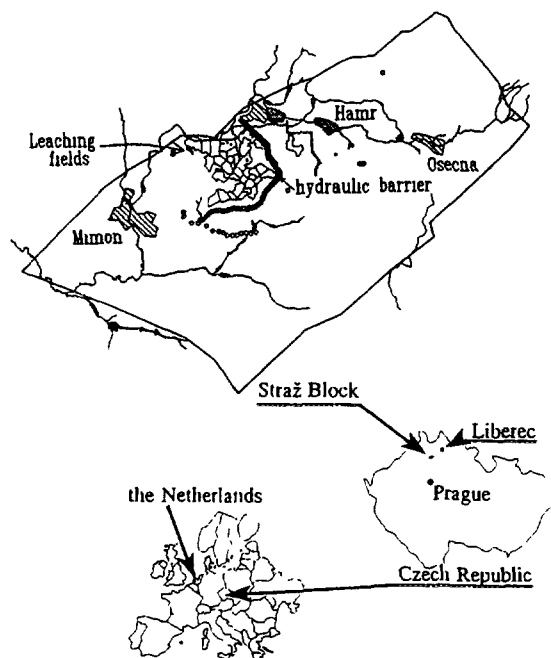 Hamr
Leaching
fields
Osecna
hydraulic barrier
Mimon
Straž Block
Liberec
Prague
the Netherlands
Czech Republic